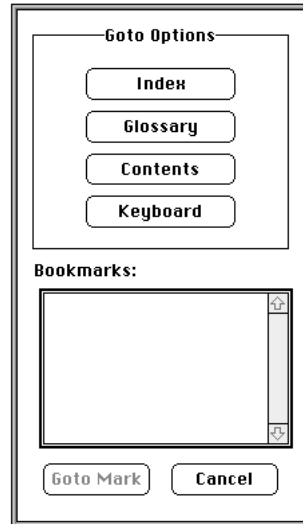 Goto Options
Index
Glossary
Contents
Keyboard
Bookmarks:
Goto Mark
Cancel